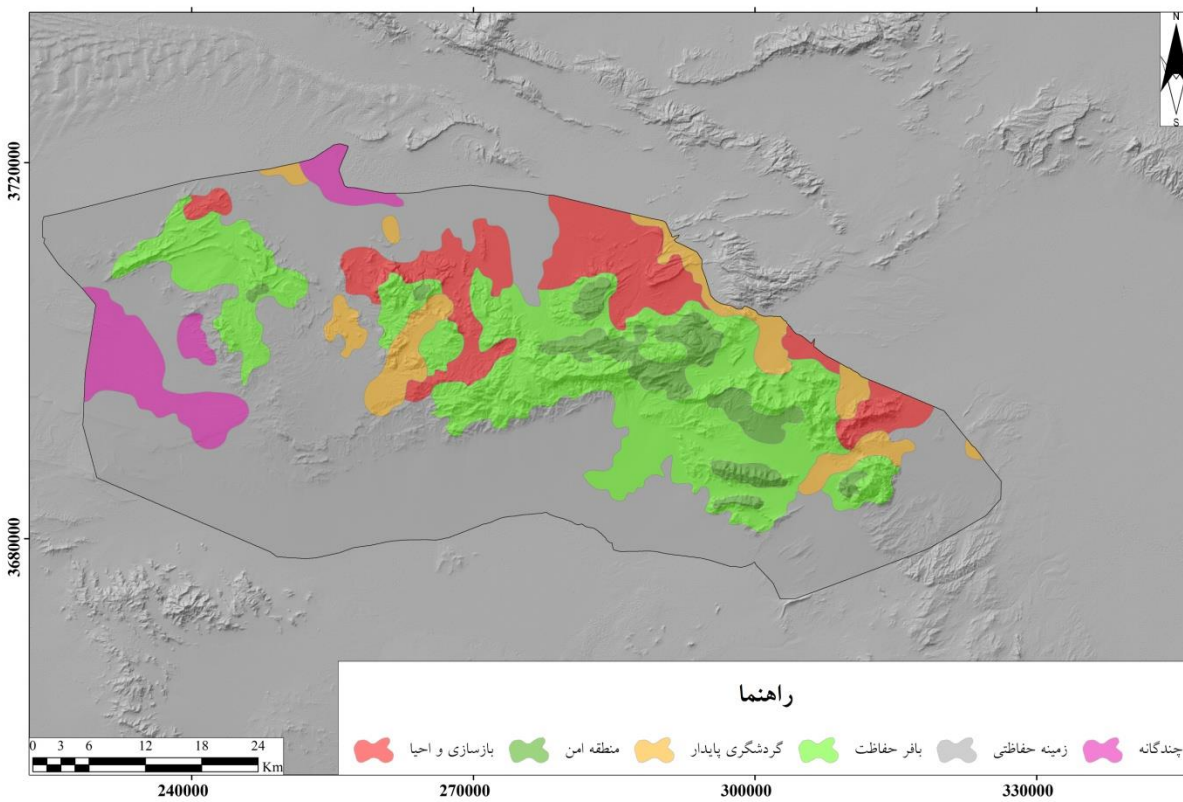 N
S
3720000
3680000
راهنما
چندگانه زمینه حفاظتی بافر حفاظت گردشگری پایدار منطقه امن بازسازی و احیا
0 3 6 12 18 24
Km
240000 270000 300000 330000